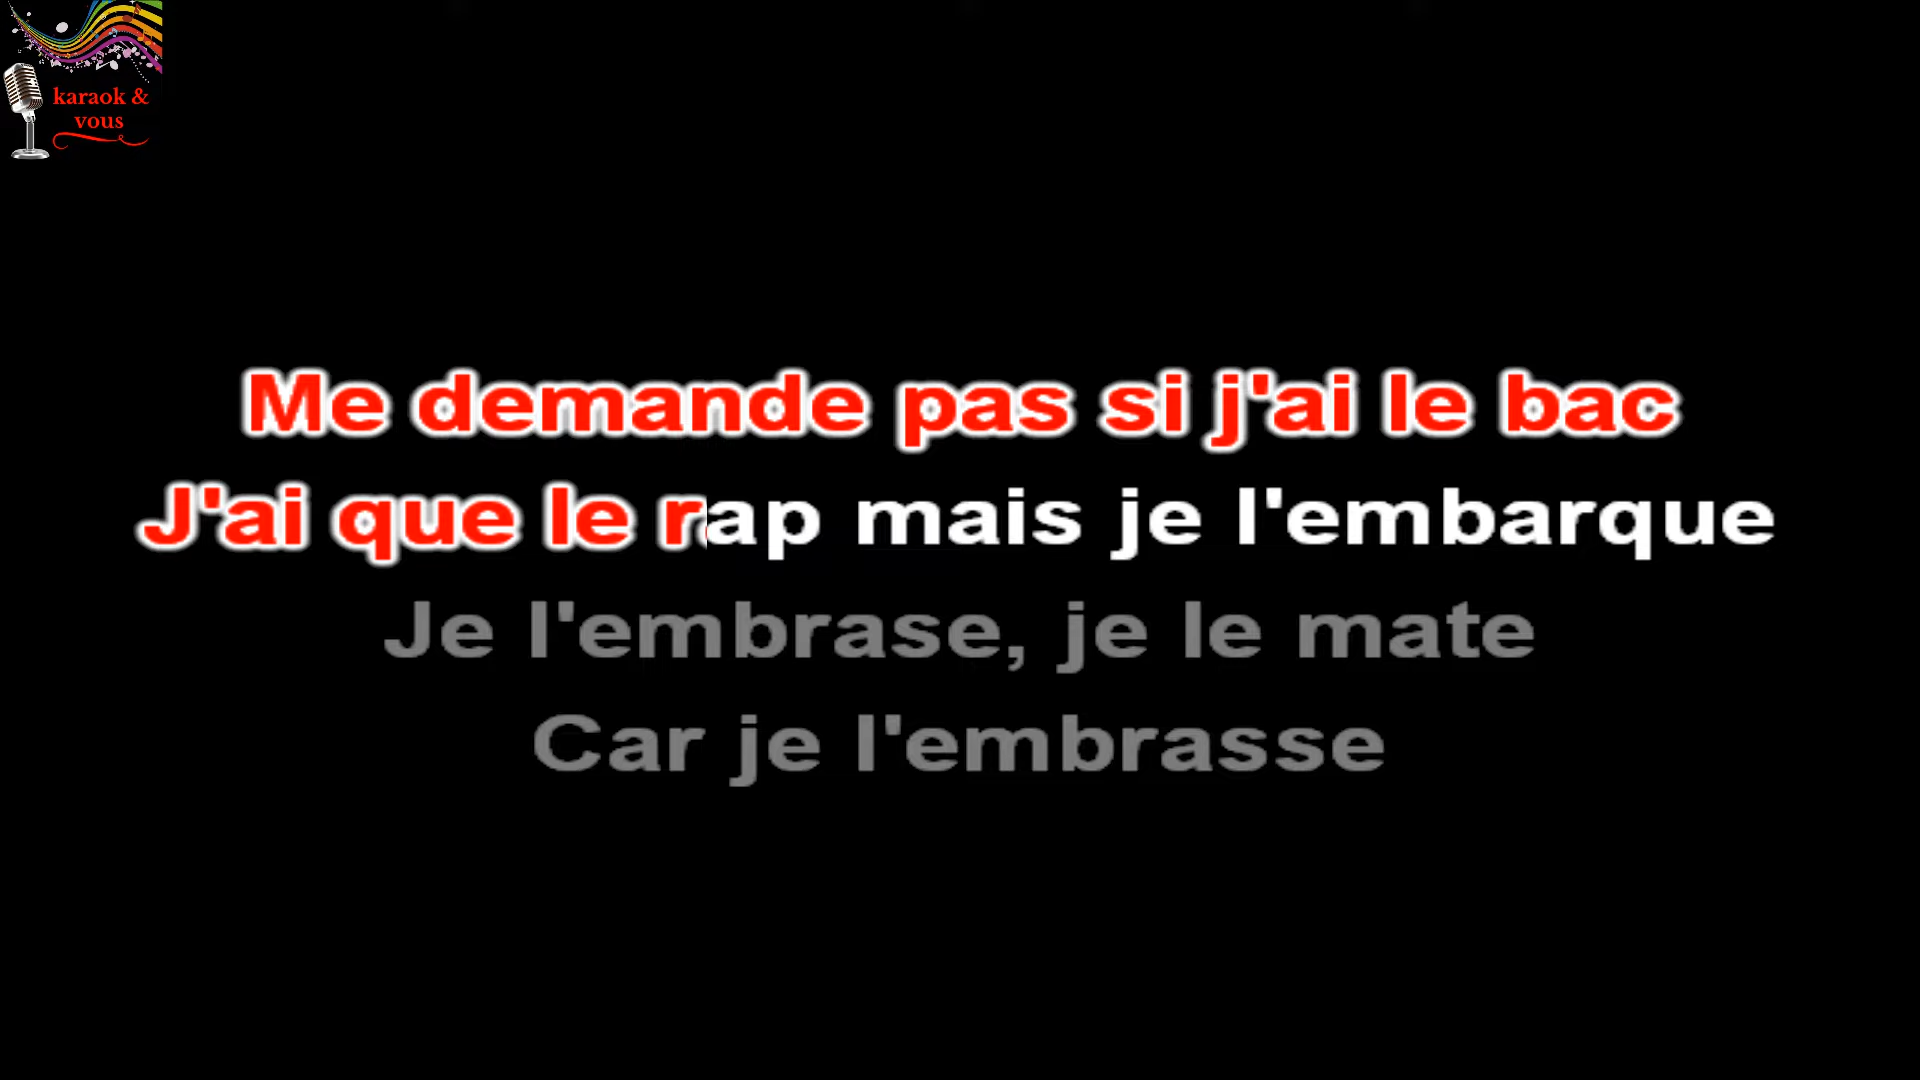 karaok &
vous
Me demande pas si j'ai le bac
J'ai que le rap mais je l'embarque
Je l'embrase, je le mate
Car je l'embrasse